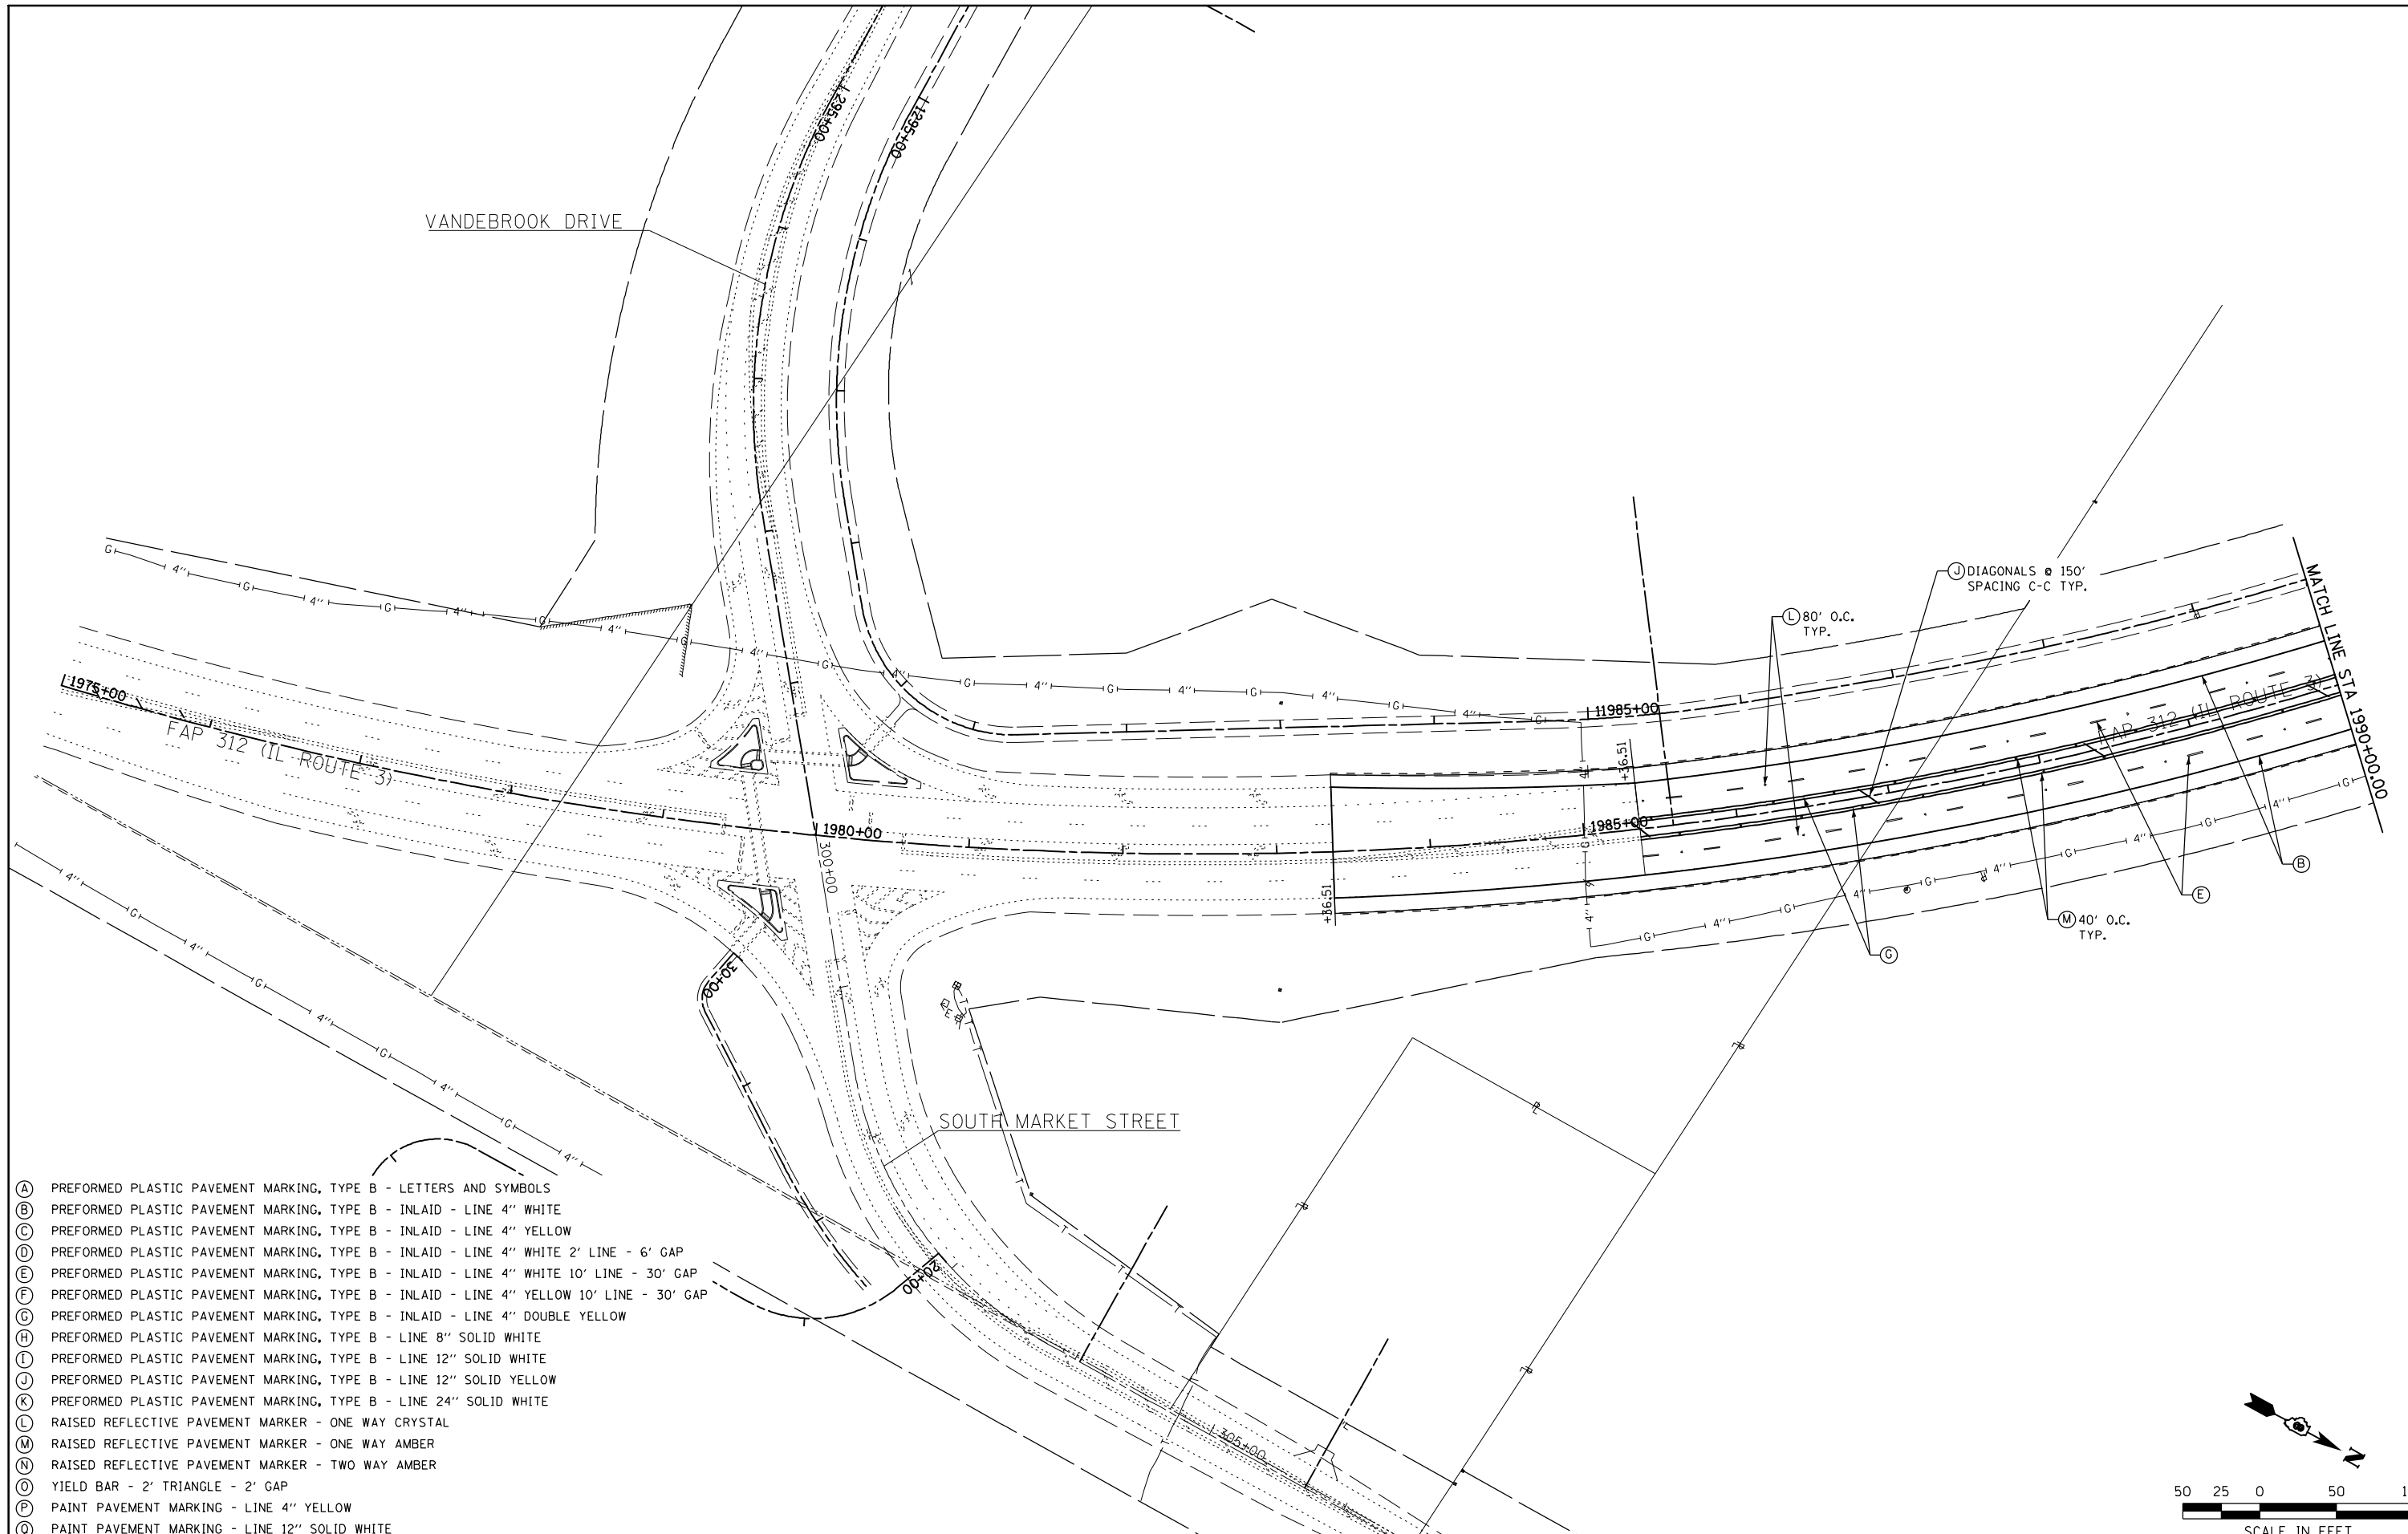 1295+00
1295+00
VANDEBROOK DRIVE
J DIAGONALS @ 150'
SPACING C-C TYP.
L 80' O.C.
TYP.
MATCH LINE STA 1990+00.00
1975+00
FAP 312 (IL ROUTE 3)
11985+00
+36.51
FAP 312 (IL ROUTE 3)
1980+00
1985+00
300+00
+36.51
B
E
M 40' O.C.
TYP.
G
30+00
SOUTH MARKET STREET
20+00
305+00
A PREFORMED PLASTIC PAVEMENT MARKING, TYPE B - LETTERS AND SYMBOLS
B PREFORMED PLASTIC PAVEMENT MARKING, TYPE B - INLAID - LINE 4" WHITE
C PREFORMED PLASTIC PAVEMENT MARKING, TYPE B - INLAID - LINE 4" YELLOW
D PREFORMED PLASTIC PAVEMENT MARKING, TYPE B - INLAID - LINE 4" WHITE 2' LINE - 6' GAP
E PREFORMED PLASTIC PAVEMENT MARKING, TYPE B - INLAID - LINE 4" WHITE 10' LINE - 30' GAP
F PREFORMED PLASTIC PAVEMENT MARKING, TYPE B - INLAID - LINE 4" YELLOW 10' LINE - 30' GAP
G PREFORMED PLASTIC PAVEMENT MARKING, TYPE B - INLAID - LINE 4" DOUBLE YELLOW
H PREFORMED PLASTIC PAVEMENT MARKING, TYPE B - LINE 8" SOLID WHITE
I PREFORMED PLASTIC PAVEMENT MARKING, TYPE B - LINE 12" SOLID WHITE
J PREFORMED PLASTIC PAVEMENT MARKING, TYPE B - LINE 12" SOLID YELLOW
K PREFORMED PLASTIC PAVEMENT MARKING, TYPE B - LINE 24" SOLID WHITE
L RAISED REFLECTIVE PAVEMENT MARKER - ONE WAY CRYSTAL
M RAISED REFLECTIVE PAVEMENT MARKER - ONE WAY AMBER
N RAISED REFLECTIVE PAVEMENT MARKER - TWO WAY AMBER
O YIELD BAR - 2' TRIANGLE - 2' GAP
P PAINT PAVEMENT MARKING - LINE 4" YELLOW
Q PAINT PAVEMENT MARKING - LINE 12" SOLID WHITE
N
50 25 0 50
SCALE IN FEET